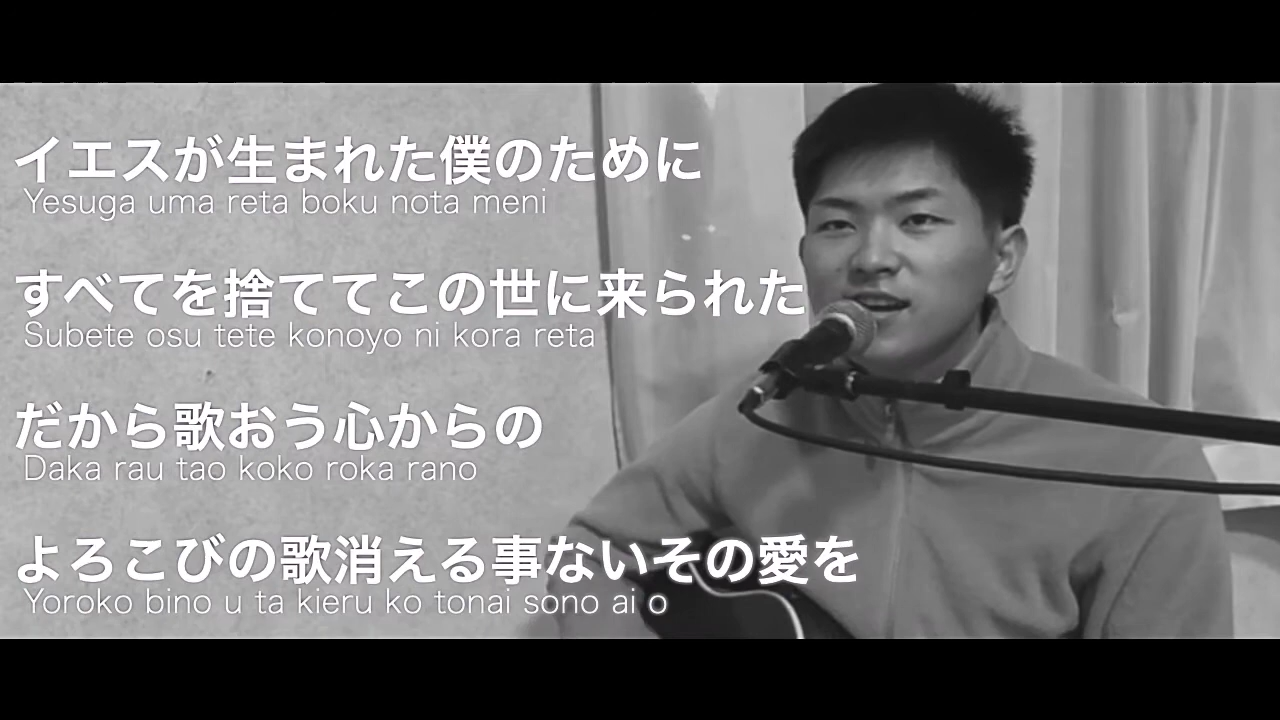 イエスが生まれた僕のために
Yesuga uma reta boku nota meni
すべてを捨ててこの世に来られた
Subete osu tete konoyo ni kora reta
だから歌おう心からの
Daka rau tao koko roka rano
よろこびの歌消える事ないその愛を
Yoroko bino u ta kieru ko tonai sono ai o